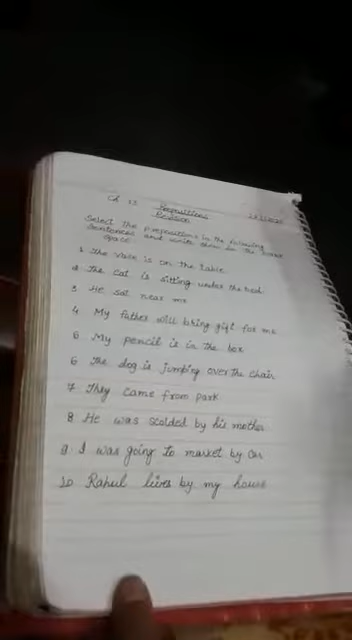 Ch 13
Prepositions
Revision
Select the prepositions in the following
sentences and write them in the
space
1 The vase is on the table
2 The cat is sitting under the bed
3 He sat near me
4 My father will bring gift for me
5 My pencil is in the box
6 The dog is jumping over the chair
7 They came from park
8 He was scolded by his mother
9 I was going to market by car
10 Rahul lives by my house